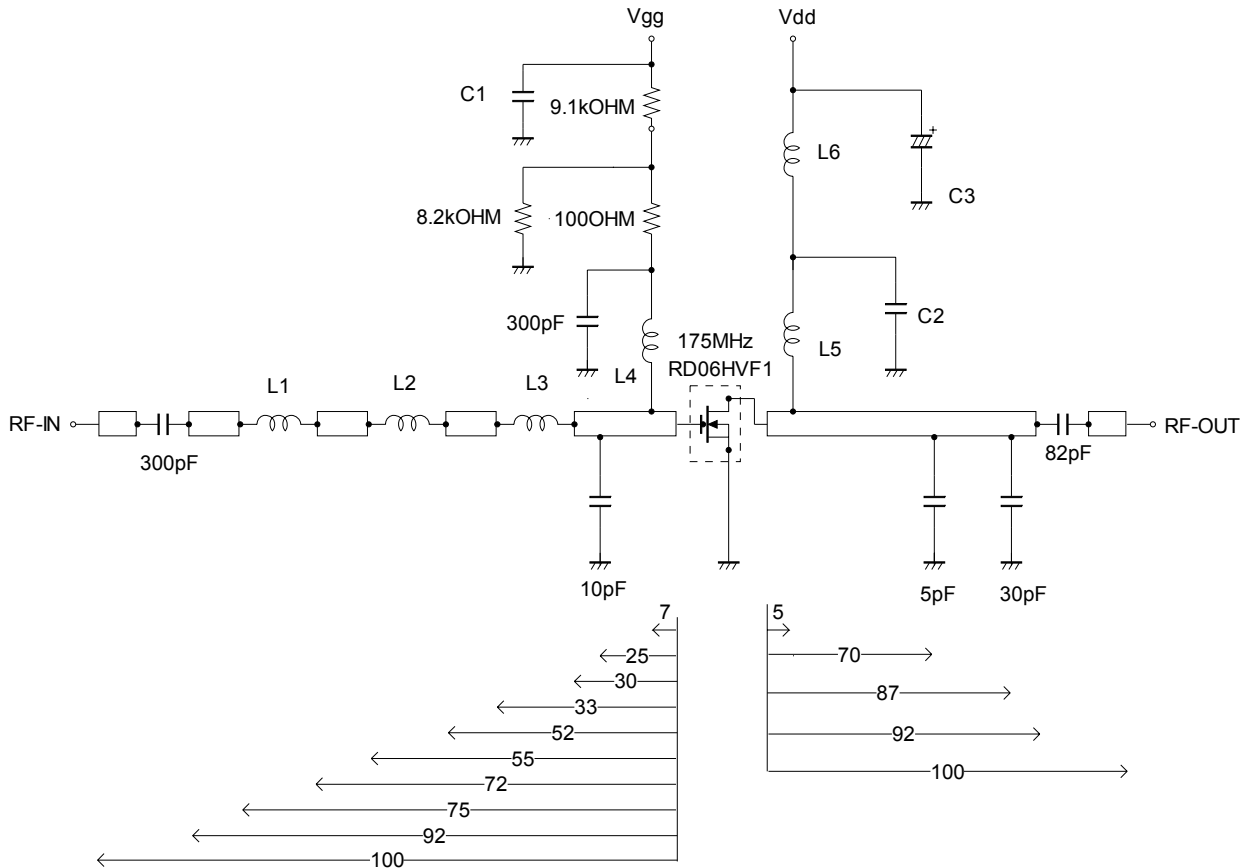 Vgg
Vdd
C1
9.1kOHM
L6
C3
8.2kOHM
100OHM
300pF
C2
175MHz
RD06HVF1
L5
L4
L1
L2
L3
RF-IN
RF-OUT
300pF
82pF
10pF
5pF
30pF
7
5
25
70
30
87
33
52
92
55
100
72
75
92
100